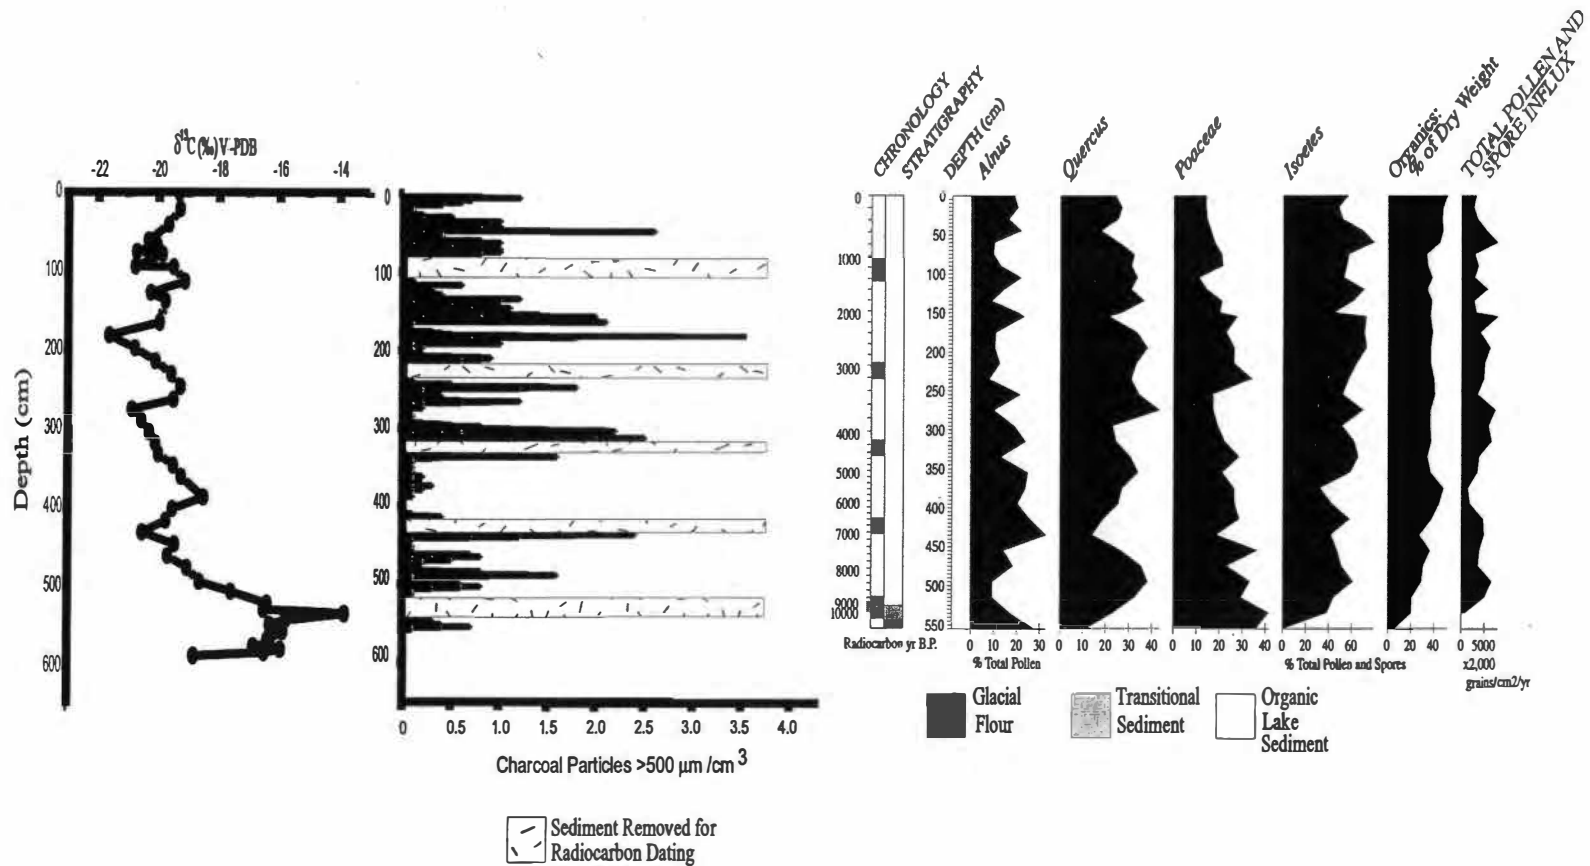 δ¹³C (‰) V-PDB
-22 -20 -18 -16 -14
Depth (cm)
0
100
200
300
400
500
600
0
100
200
300
400
500
600
0 0.5 1.0 1.5 2.0 2.5 3.0 3.5 4.0
Charcoal Particles >500 μm /cm³
Sediment Removed for
Radiocarbon Dating
CHRONOLOGY
STRATIGRAPHY
DEPTH (cm)
Alnus
Quercus
Poaceae
Isoetes
Organics:
% of Dry Weight
TOTAL POLLEN AND
SPORE INFLUX
0
1000
2000
3000
4000
5000
6000
7000
8000
9000
10000
Radiocarbon yr B.P.
0
50
100
150
200
250
300
350
400
450
500
550
0 10 20 30
0 10 20 30 40
0 10 20 30 40
0 20 40 60
0 20 40
0 5000
% Total Pollen
% Total Pollen and Spores
x2,000
grains/cm2/yr
Glacial
Flour
Transitional
Sediment
Organic
Lake
Sediment